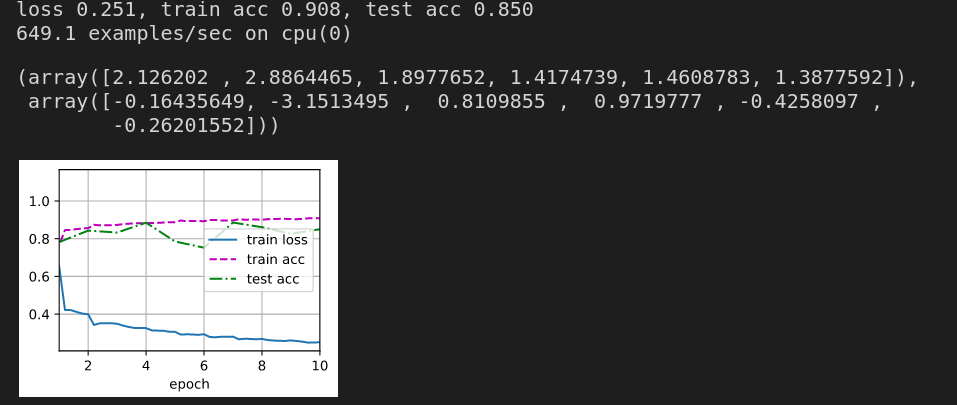 loss 0.251, train acc 0.908, test acc 0.850
649.1 examples/sec on cpu(0)
(array([2.126202 , 2.8864465, 1.8977652, 1.4174739, 1.4608783, 1.3877592]),
array([-0.16435649, -3.1513495 , 0.8109855 , 0.9719777 , -0.4258097 ,
-0.26201552]))
1.0
0.8
0.6
0.4
train loss
train acc
test acc
2 4 6 8 10
epoch